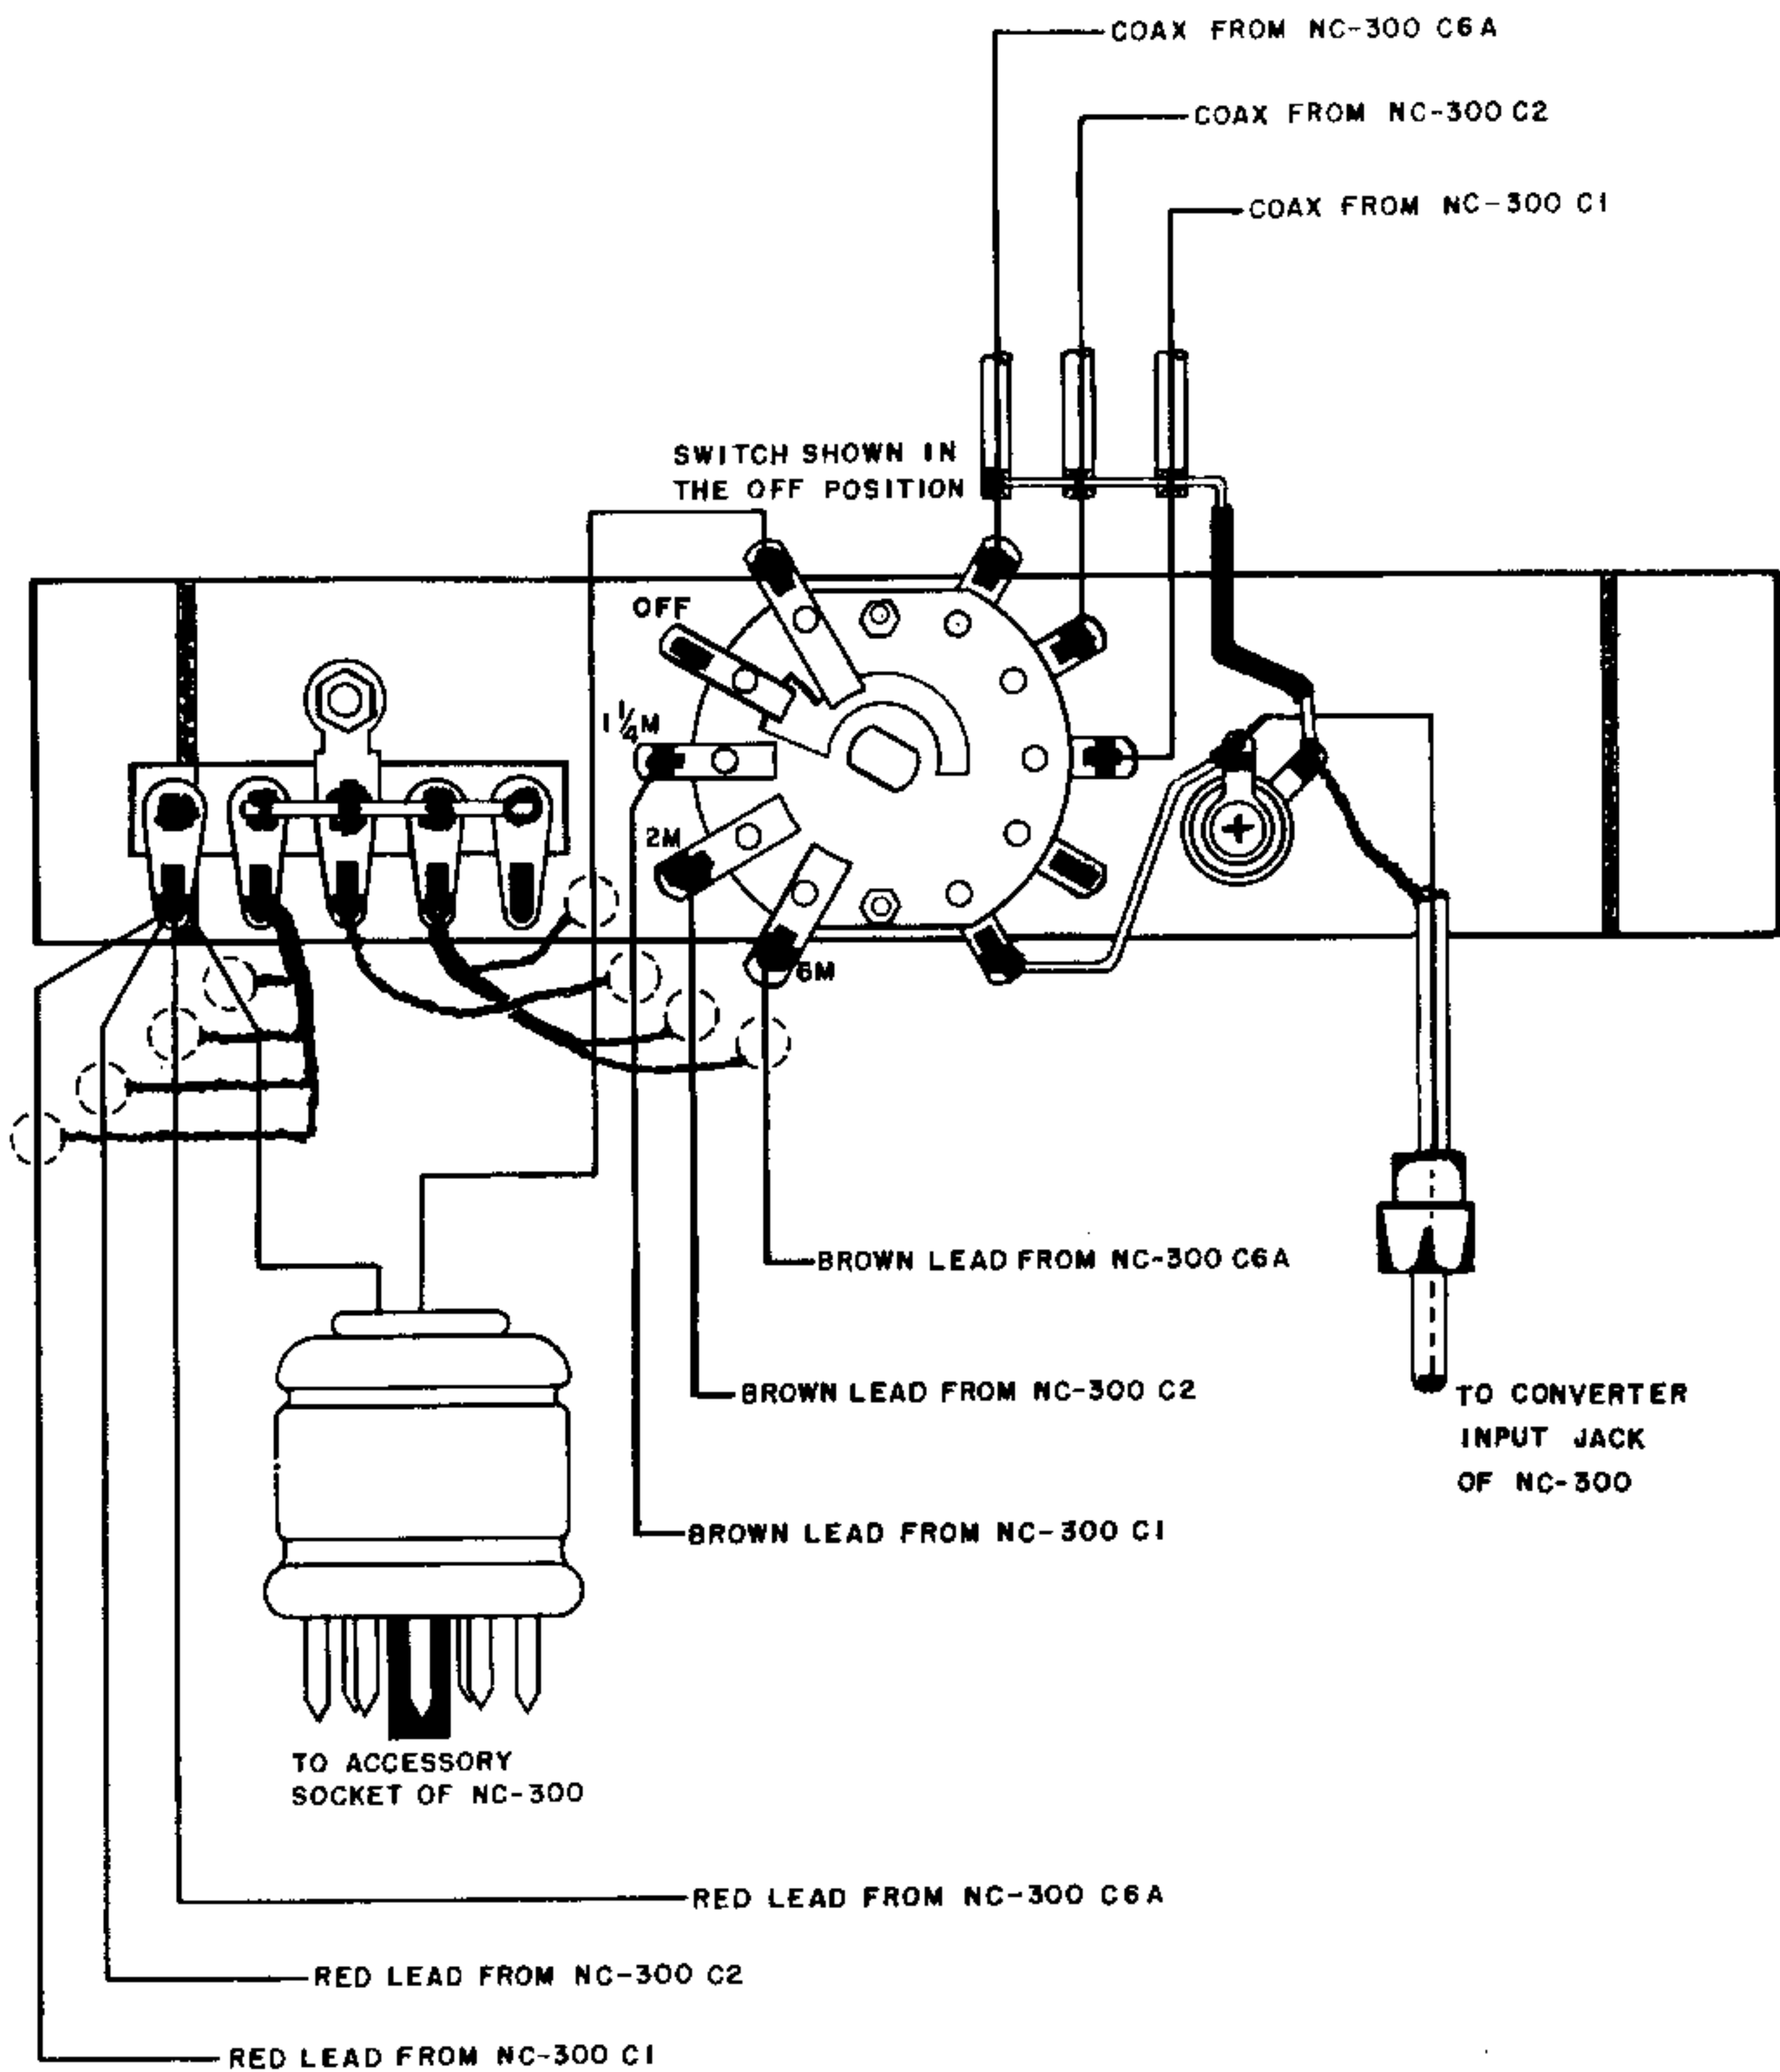 COAX FROM NC-300 C6A
COAX FROM NC-300 C2
COAX FROM NC-300 C1
SWITCH SHOWN IN
THE OFF POSITION
OFF
1 1/4 M
2M
6M
BROWN LEAD FROM NC-300 C6A
BROWN LEAD FROM NC-300 C2
TO CONVERTER
INPUT JACK
OF NC-300
BROWN LEAD FROM NC-300 C1
TO ACCESSORY
SOCKET OF NC-300
RED LEAD FROM NC-300 C6A
RED LEAD FROM NC-300 C2
RED LEAD FROM NC-300 C1